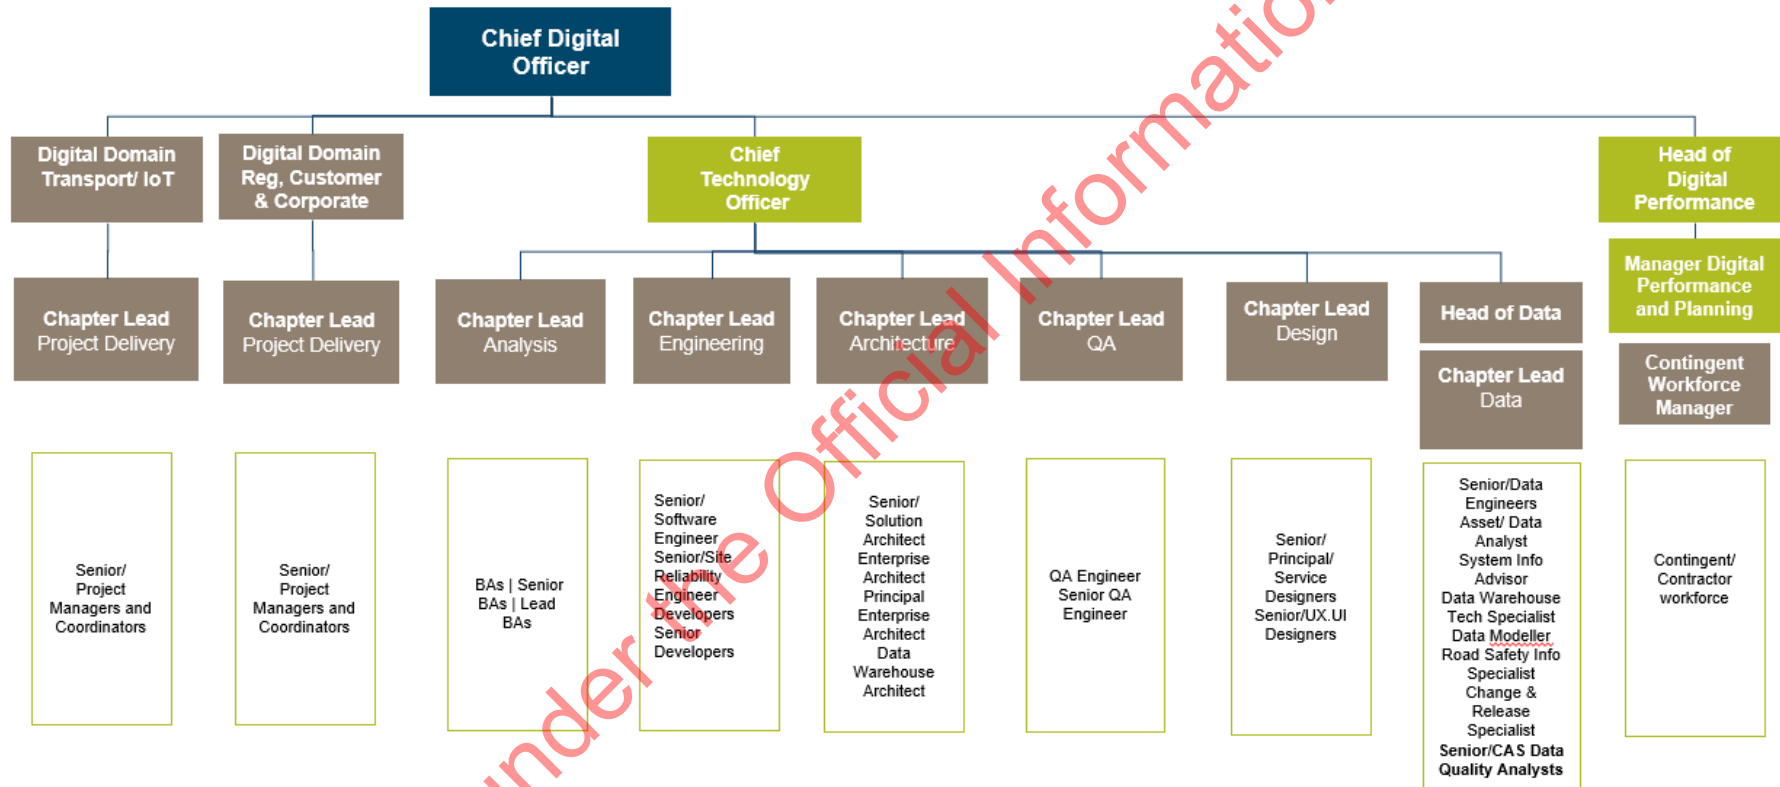 Chief Digital
Officer
Digital Domain
Transport/ IoT
Digital Domain
Reg, Customer
& Corporate
Chief
Technology
Officer
Head of
Digital
Performance
Manager Digital
Performance
and Planning
Chapter Lead
Project Delivery
Chapter Lead
Project Delivery
Chapter Lead
Analysis
Chapter Lead
Engineering
Chapter Lead
Architecture
Chapter Lead
QA
Chapter Lead
Design
Head of Data
Chapter Lead
Data
Contingent
Workforce
Manager
Senior/
Project
Managers and
Coordinators
Senior/
Project
Managers and
Coordinators
BAs | Senior
BAs | Lead
BAs
Senior/
Software
Engineer
Senior/Site
Reliability
Engineer
Developers
Senior
Developers
Senior/
Solution
Architect
Enterprise
Architect
Principal
Enterprise
Architect
Data
Warehouse
Architect
QA Engineer
Senior QA
Engineer
Senior/
Principal/
Service
Designers
Senior/UX.UI
Designers
Senior/Data
Engineers
Asset/ Data
Analyst
System Info
Advisor
Data Warehouse
Tech Specialist
Data Modeller
Road Safety Info
Specialist
Change &
Release
Specialist
Senior/CAS Data
Quality Analysts
Contingent/
Contractor
workforce
under the Official Information